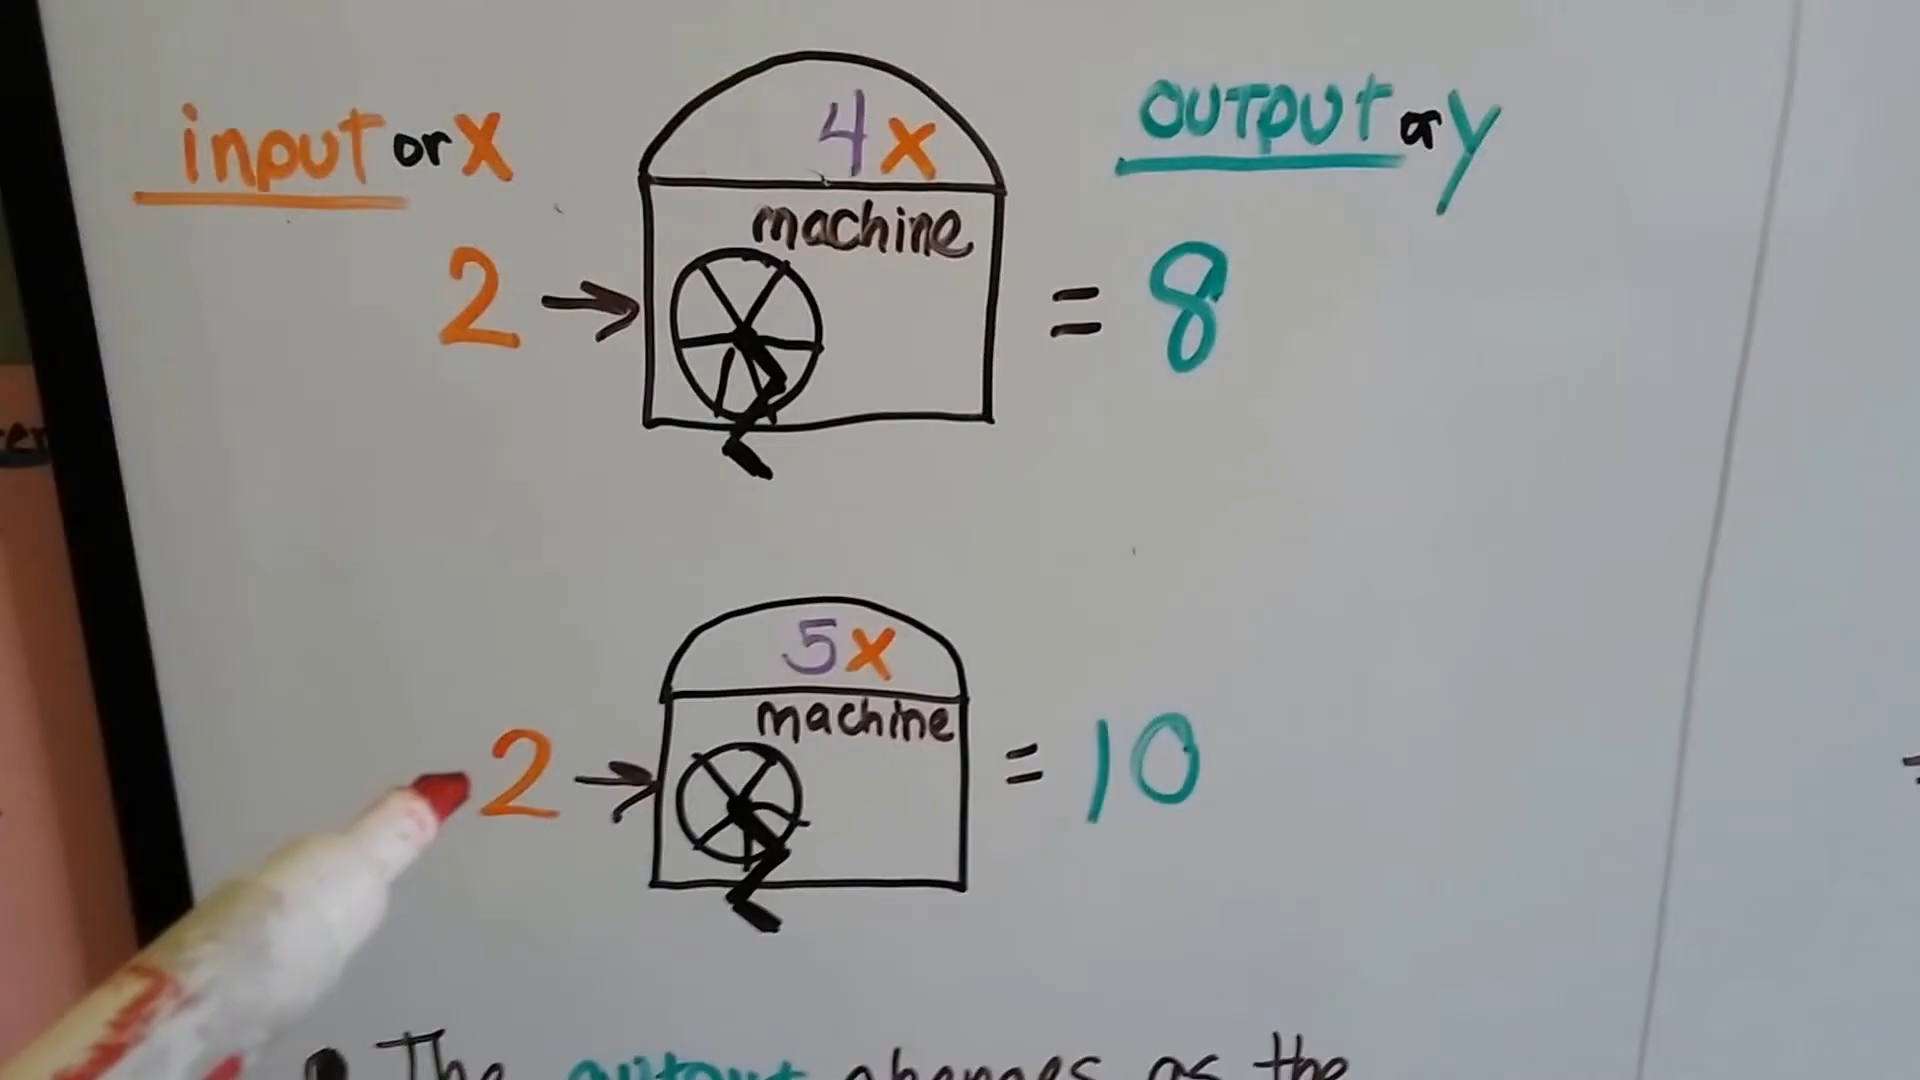 input or x
4x
output or y
machine
2 → = 8
5x
machine
2 → = 10
• The output changes as the